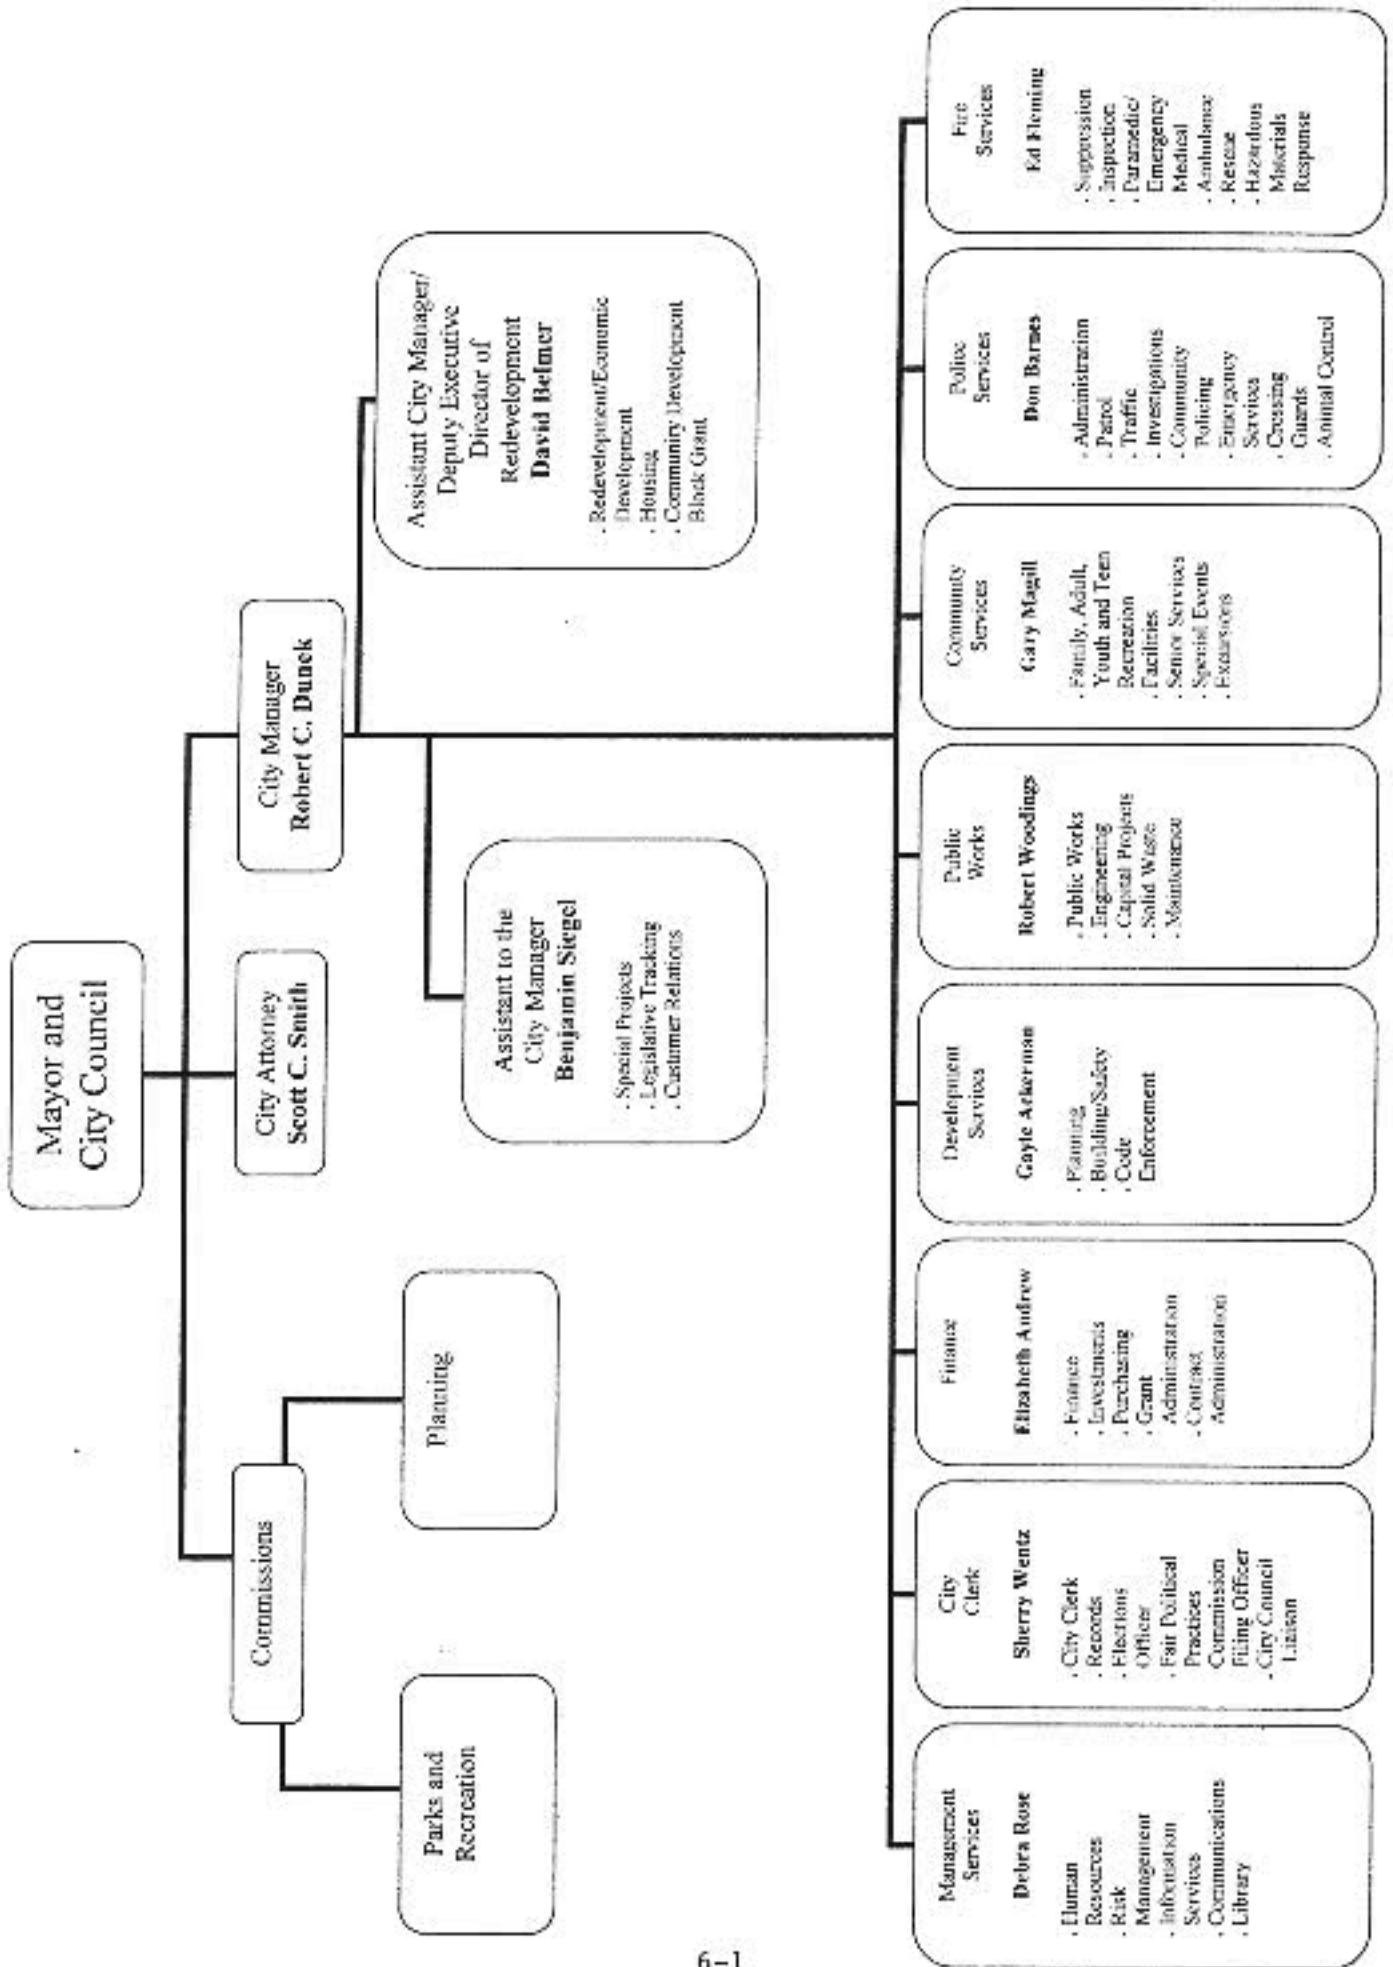 Mayor and
City Council
Commissions
City Attorney
Scott C. Smith
City Manager
Robert C. Dunek
Parks and
Recreation
Planning
Assistant to the
City Manager
Benjamin Siegel
. Special Projects
. Legislative Tracking
. Customer Relations
Assistant City Manager/
Deputy Executive
Director of
Redevelopment
David Belmer
. Redevelopment/Economic
Development
. Housing
. Community Development
Block Grant
Management
Services
Debra Rose
. Human
Resources
. Risk
Management
. Information
Services
. Communications
. Library
City
Clerk
Sherry Wentz
. City Clerk
. Records
. Elections
Officer
. Fair Political
Practices
Commission
Filing Officer
. City Council
Liaison
Finance
Elizabeth Andrew
. Finance
. Investments
. Purchasing
. Grant
Administration
. Contract
Administration
Development
Services
Gayle Ackerman
. Planning
. Building/Safety
. Code
Enforcement
Public
Works
Robert Woodings
. Public Works
. Engineering
. Capital Projects
. Solid Waste
. Maintenance
Community
Services
Gary Magill
. Family, Adult,
Youth and Teen
Recreation
. Facilities
. Senior Services
. Special Events
. Excursions
Police
Services
Don Barnes
. Administration
. Patrol
. Traffic
. Investigations
. Community
Policing
. Emergency
Services
. Crossing
Guards
. Animal Control
Fire
Services
Ed Fleming
. Suppression
. Inspection
. Paramedic/
Emergency
Medical
. Ambulance
. Rescue
. Hazardous
Materials
Response
6-1